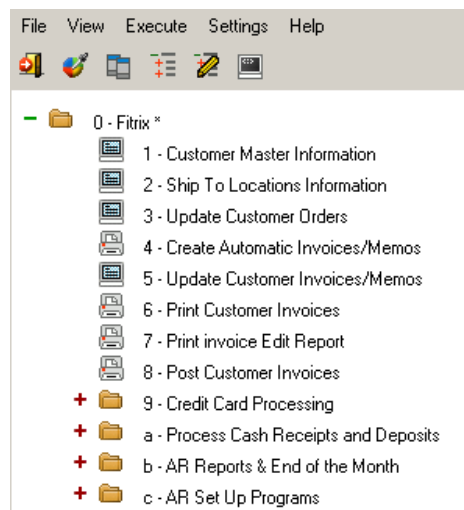 File View Execute Settings Help
0 - Fitrix *
1 - Customer Master Information
2 - Ship To Locations Information
3 - Update Customer Orders
4 - Create Automatic Invoices/Memos
5 - Update Customer Invoices/Memos
6 - Print Customer Invoices
7 - Print invoice Edit Report
8 - Post Customer Invoices
9 - Credit Card Processing
a - Process Cash Receipts and Deposits
b - AR Reports & End of the Month
c - AR Set Up Programs